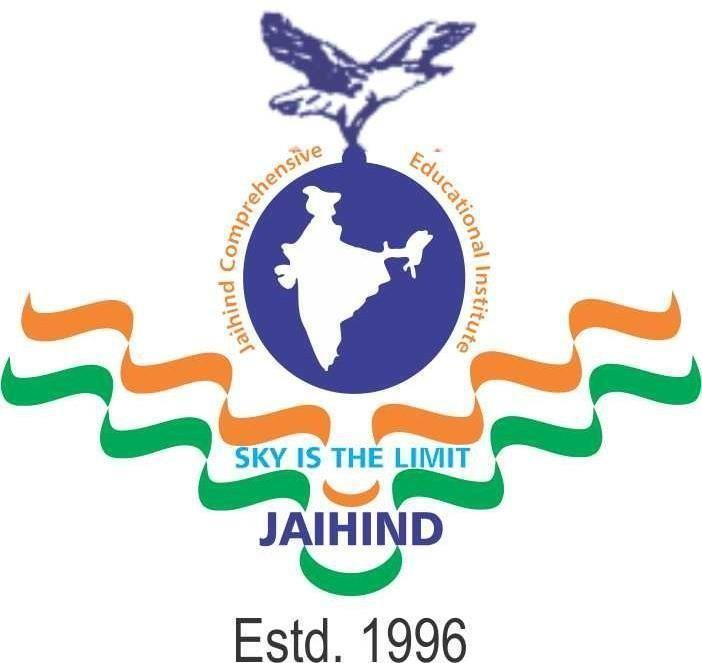 Jaihind Comprehensive
Educational Institute
SKY IS THE LIMIT
JAIHIND
Estd. 1996